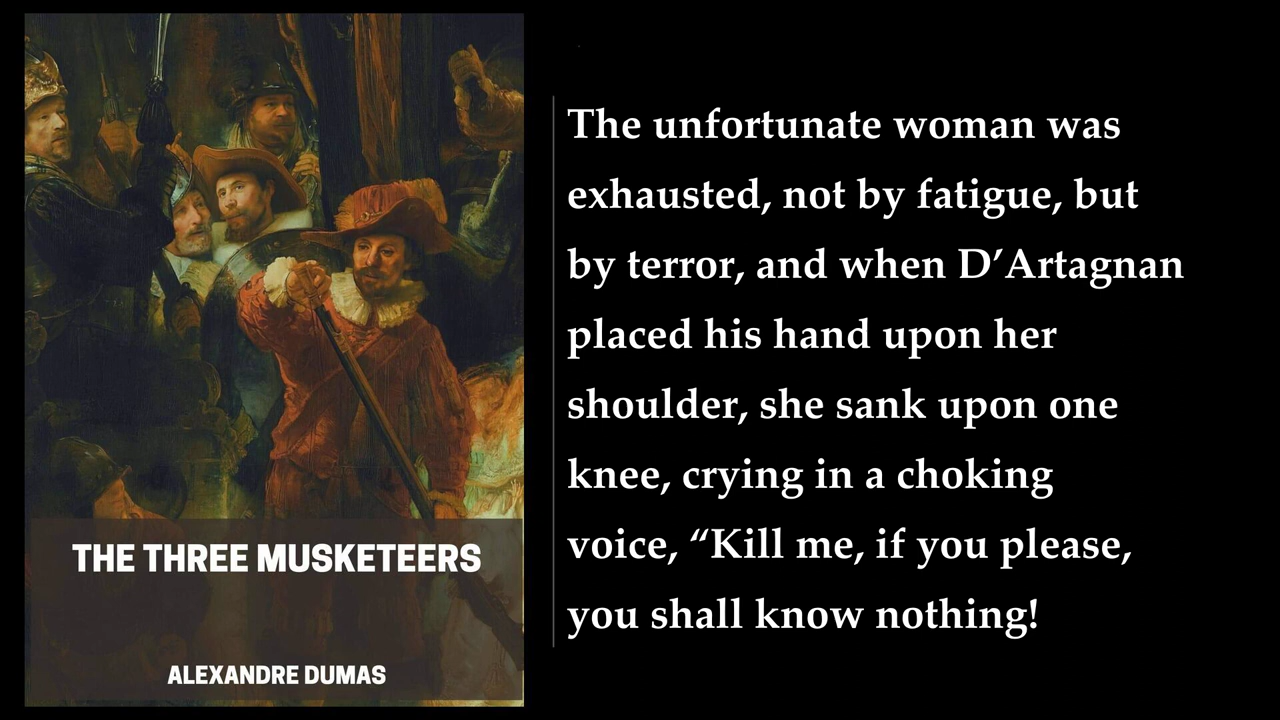 THE THREE MUSKETEERS
ALEXANDRE DUMAS
The unfortunate woman was
exhausted, not by fatigue, but
by terror, and when D’Artagnan
placed his hand upon her
shoulder, she sank upon one
knee, crying in a choking
voice, “Kill me, if you please,
you shall know nothing!